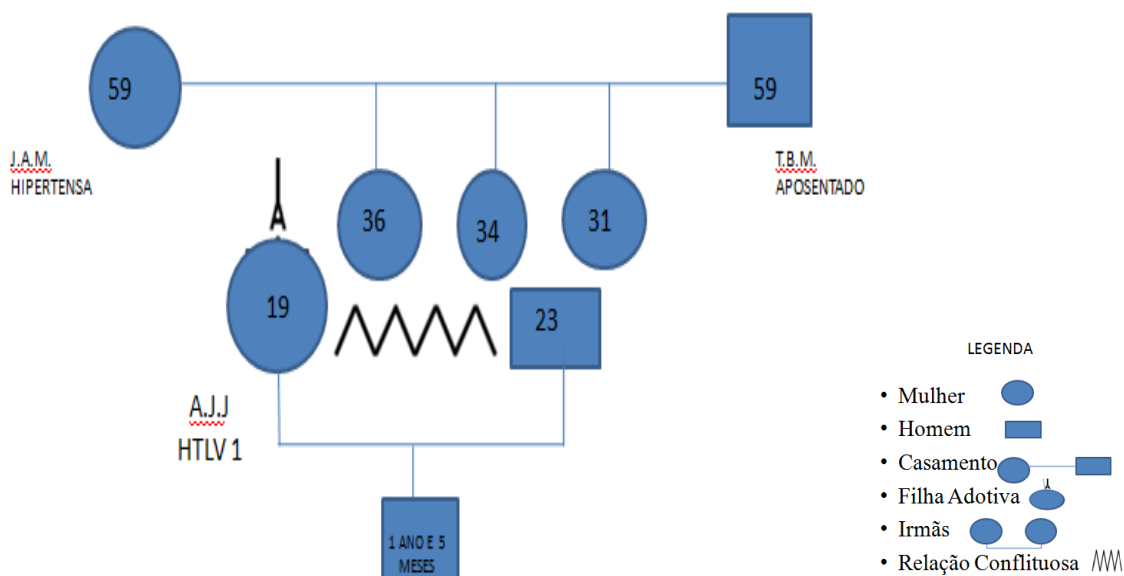 59
59
J.A.M.
HIPERTENSA
T.B.M.
APOSENTADO
A
36
34
31
19
23
A.J.J
HTLV 1
1 ANO E 5
MESES
LEGENDA
• Mulher
• Homem
• Casamento
• Filha Adotiva
A
• Irmãs
• Relação Conflituosa